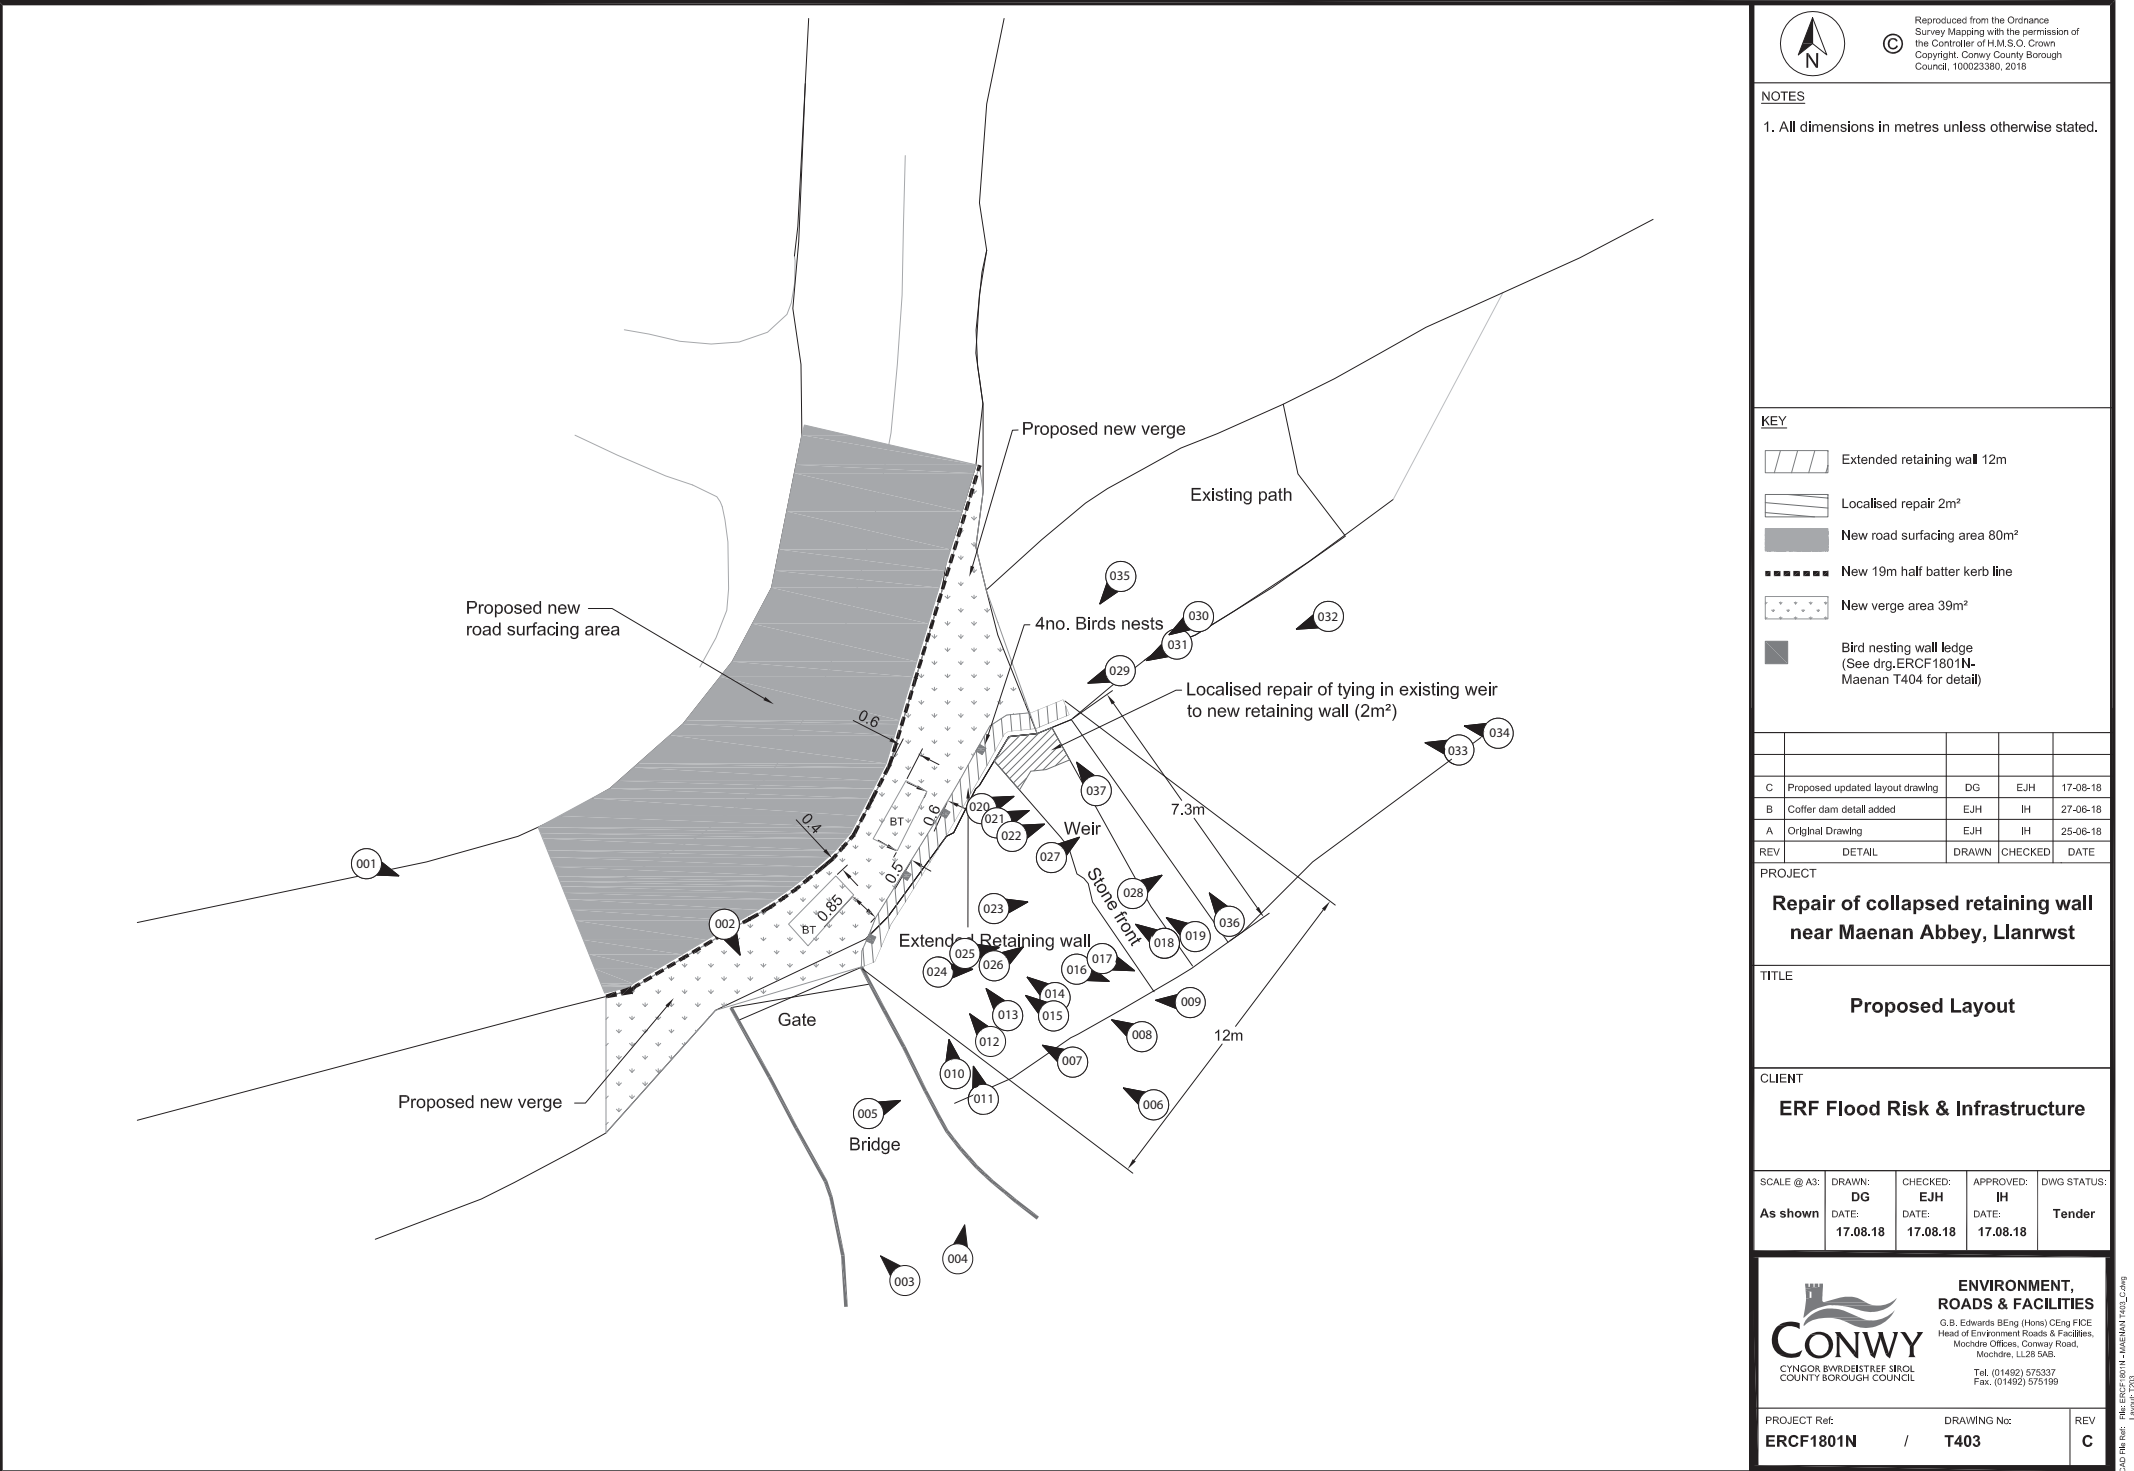 Proposed new verge
Existing path
Proposed new
road surfacing area
4no. Birds nests
Localised repair of tying in existing weir
to new retaining wall (2m²)
0.6
0.4
BT
0.6
0.5
BT
0.85
Weir
Stone front
7.3m
12m
Extended Retaining wall
Gate
Bridge
Proposed new verge
001
002
003
004
005
006
007
008
009
010
011
012
013
014
015
016
017
018
019
020
021
022
023
024
025
026
027
028
029
030
031
032
033
034
035
036
037
N
©
Reproduced from the Ordnance
Survey Mapping with the permission of
the Controller of H.M.S.O. Crown
Copyright. Conwy County Borough
Council, 100023380, 2018
NOTES
1. All dimensions in metres unless otherwise stated.
KEY
Extended retaining wall 12m
Localised repair 2m²
New road surfacing area 80m²
New 19m half batter kerb line
New verge area 39m²
Bird nesting wall ledge
(See drg.ERCF1801N-
Maenan T404 for detail)
C Proposed updated layout drawing DG EJH 17-08-18
B Coffer dam detail added EJH IH 27-06-18
A Original Drawing EJH IH 25-06-18
REV DETAIL DRAWN CHECKED DATE
PROJECT
Repair of collapsed retaining wall
near Maenan Abbey, Llanrwst
TITLE
Proposed Layout
CLIENT
ERF Flood Risk & Infrastructure
SCALE @ A3: DRAWN: CHECKED: APPROVED: DWG STATUS:
DG EJH IH
As shown DATE: DATE: DATE: Tender
17.08.18 17.08.18 17.08.18
CONWY
CYNGOR BWRDEISTREF SIROL
COUNTY BOROUGH COUNCIL
ENVIRONMENT,
ROADS & FACILITIES
G.B. Edwards BEng (Hons) CEng FICE
Head of Environment Roads & Facilities,
Mochdre Offices, Conway Road,
Mochdre, LL28 5AB.
Tel. (01492) 575337
Fax. (01492) 575199
PROJECT Ref: DRAWING No: REV
ERCF1801N / T403 C
CAD File Ref: File: ERCF1801N - MAENAN T403_C.dwg
Layout: T203